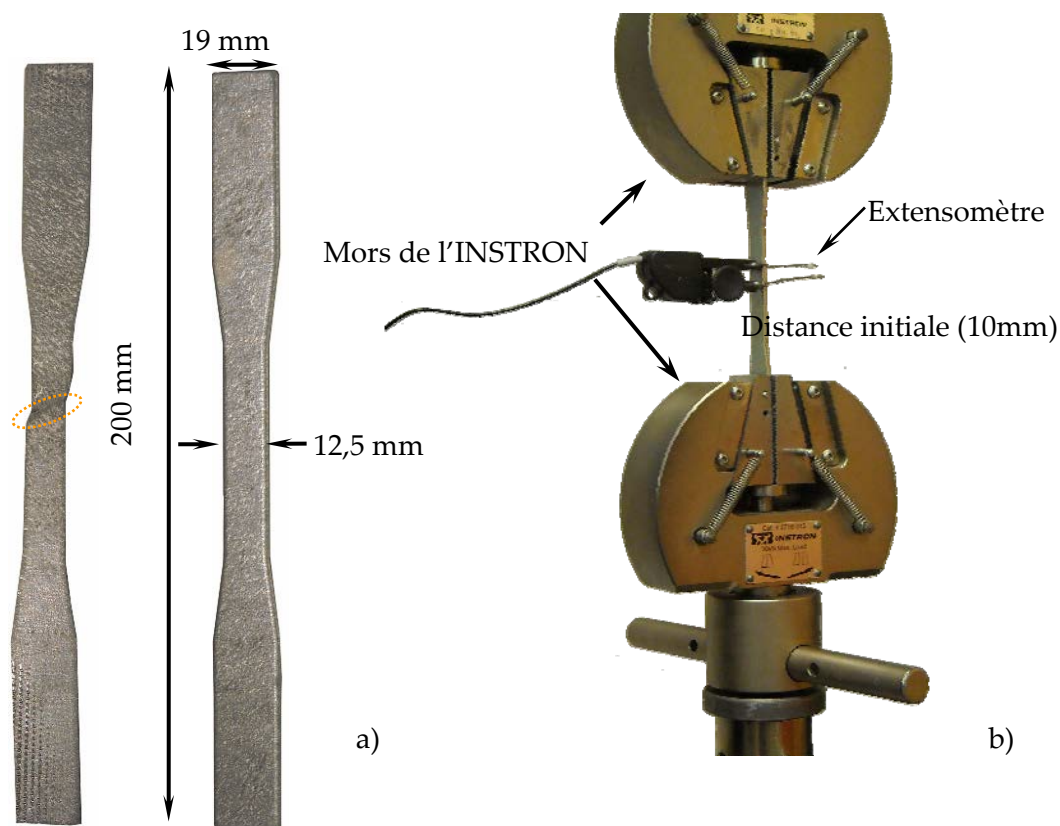 19 mm
200 mm
12,5 mm
a)
INSTRON
Mors de l’INSTRON
Extensomètre
Distance initiale (10mm)
INSTRON
b)